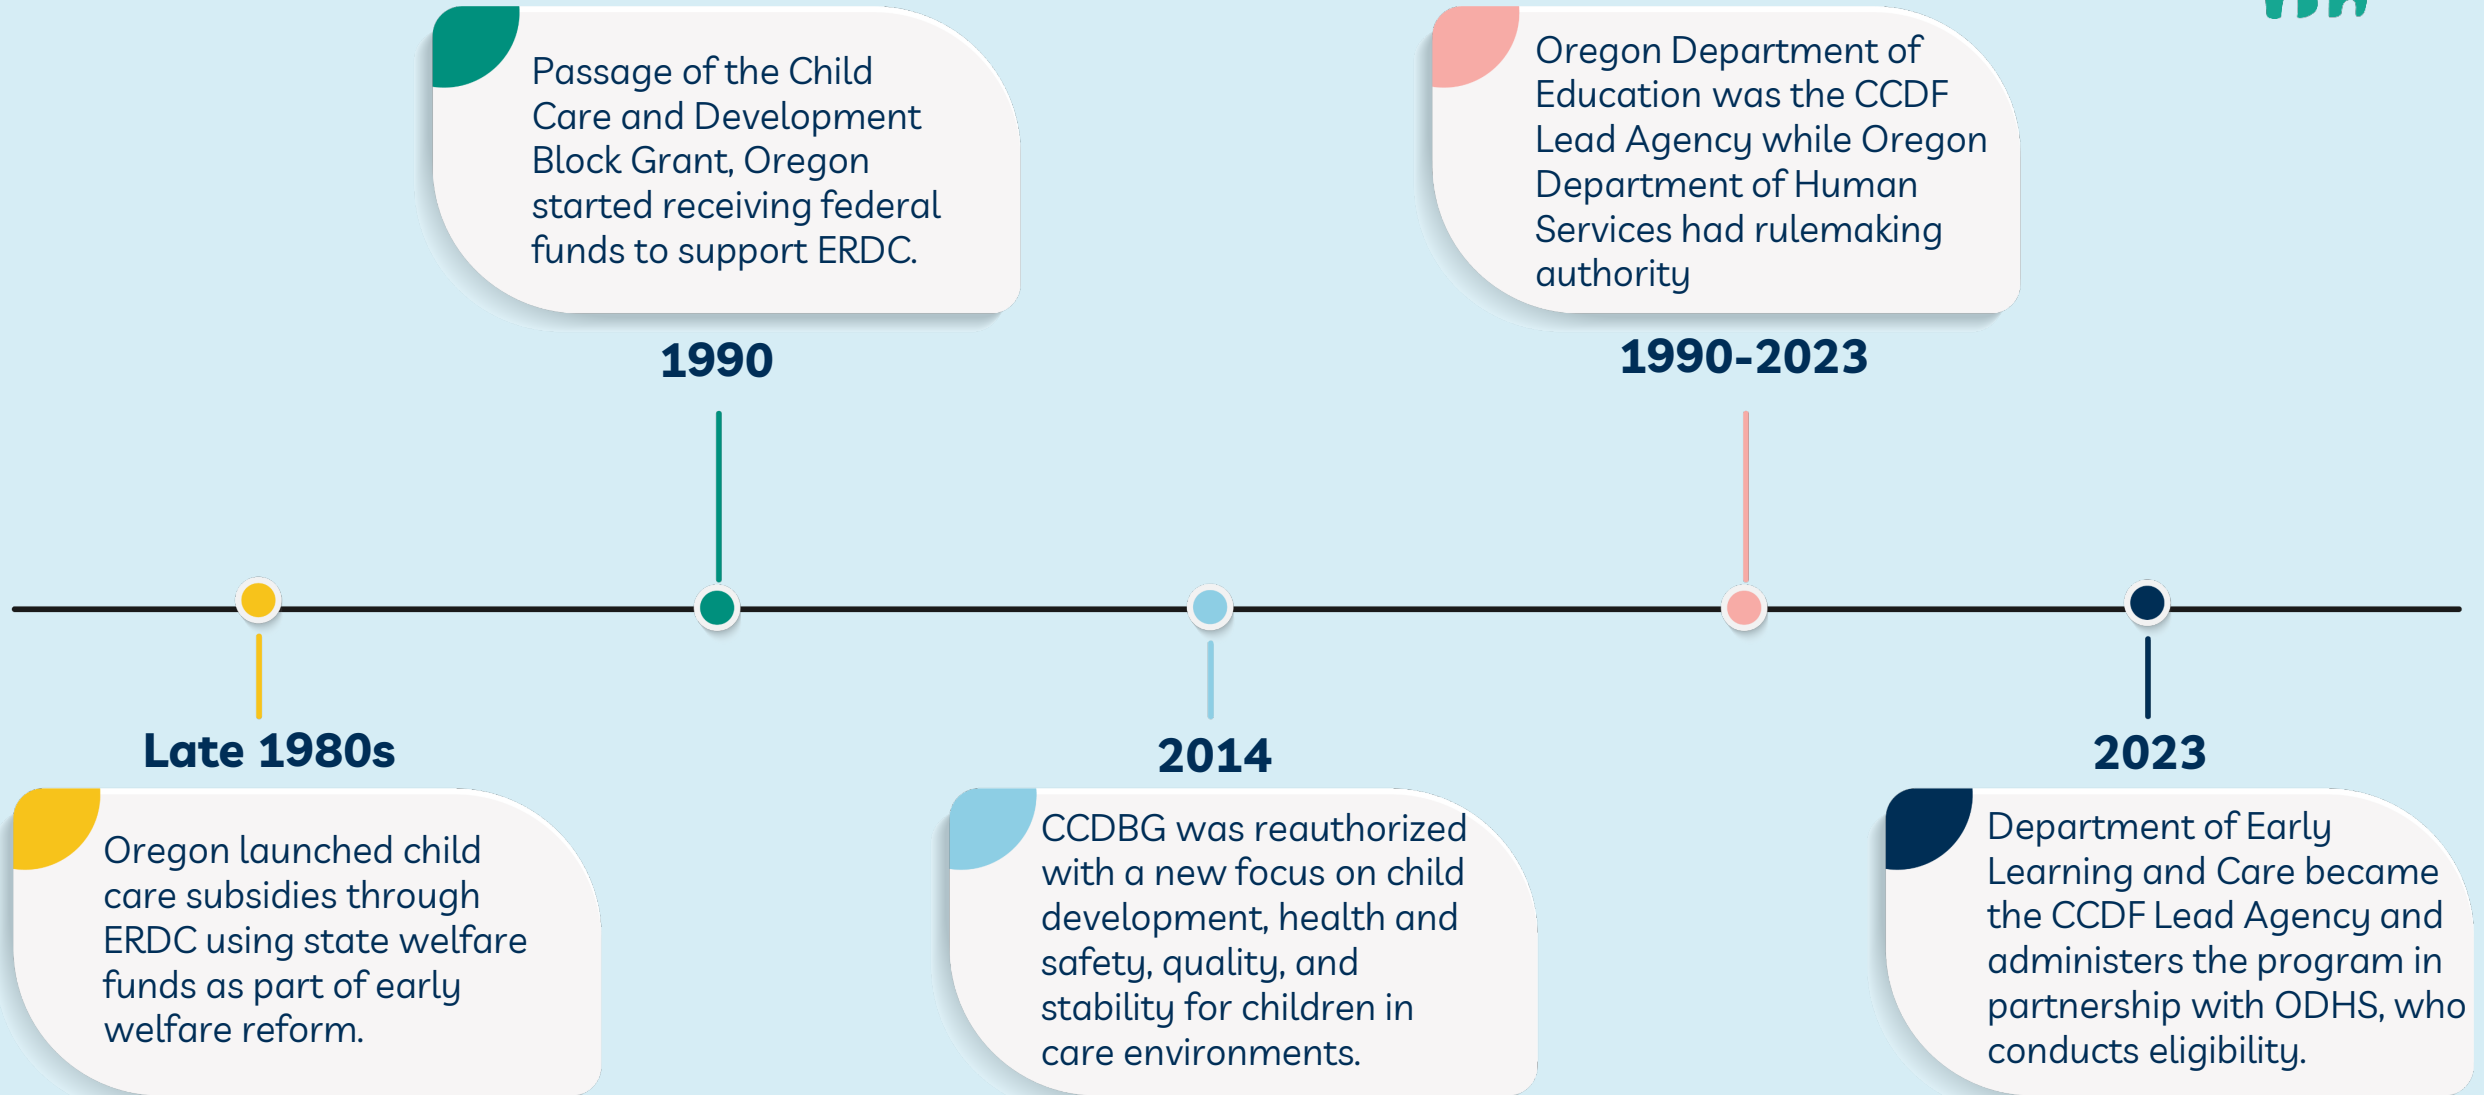 Passage of the Child
Care and Development
Block Grant, Oregon
started receiving federal
funds to support ERDC.
1990
Oregon Department of
Education was the CCDF
Lead Agency while Oregon
Department of Human
Services had rulemaking
authority
1990-2023
Late 1980s
Oregon launched child
care subsidies through
ERDC using state welfare
funds as part of early
welfare reform.
2014
CCDBG was reauthorized
with a new focus on child
development, health and
safety, quality, and
stability for children in
care environments.
2023
Department of Early
Learning and Care became
the CCDF Lead Agency and
administers the program in
partnership with ODHS, who
conducts eligibility.